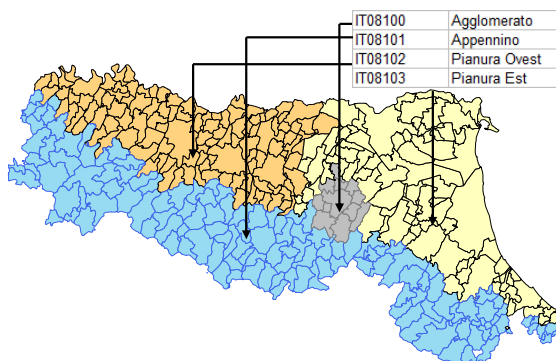 IT08100 Agglomerato
IT08101 Appennino
IT08102 Pianura Ovest
IT08103 Pianura Est